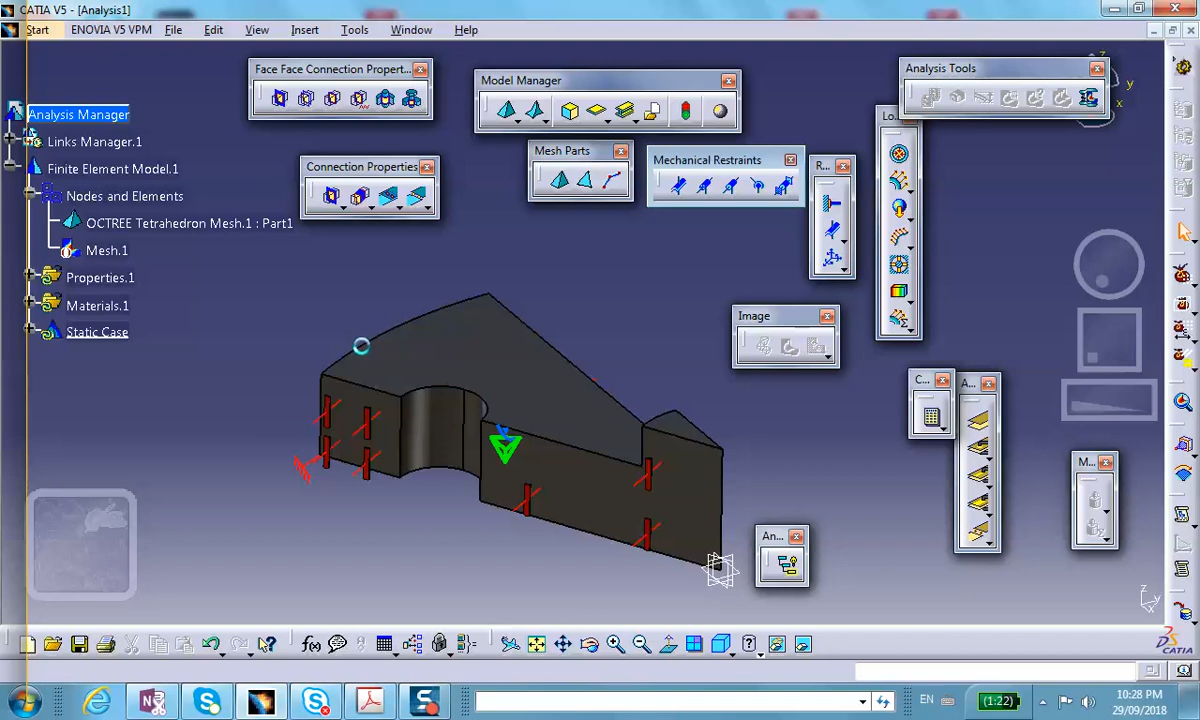 CATIA V5 - [Analysis1]
Start ENOVIA V5 VPM File Edit View Insert Tools Window Help
Face Face Connection Propert...
Model Manager
Analysis Tools
Analysis Manager
Links Manager.1
Finite Element Model.1
Nodes and Elements
OCTREE Tetrahedron Mesh.1 : Part1
Mesh.1
Properties.1
Materials.1
Static Case
Connection Properties
Mesh Parts
Mechanical Restraints
R...
Lo...
Image
C...
A...
M...
An...
z
y
x
z
y
x
f(x)
DS
CATIA
EN
(1:22)
10:28 PM
29/09/2018